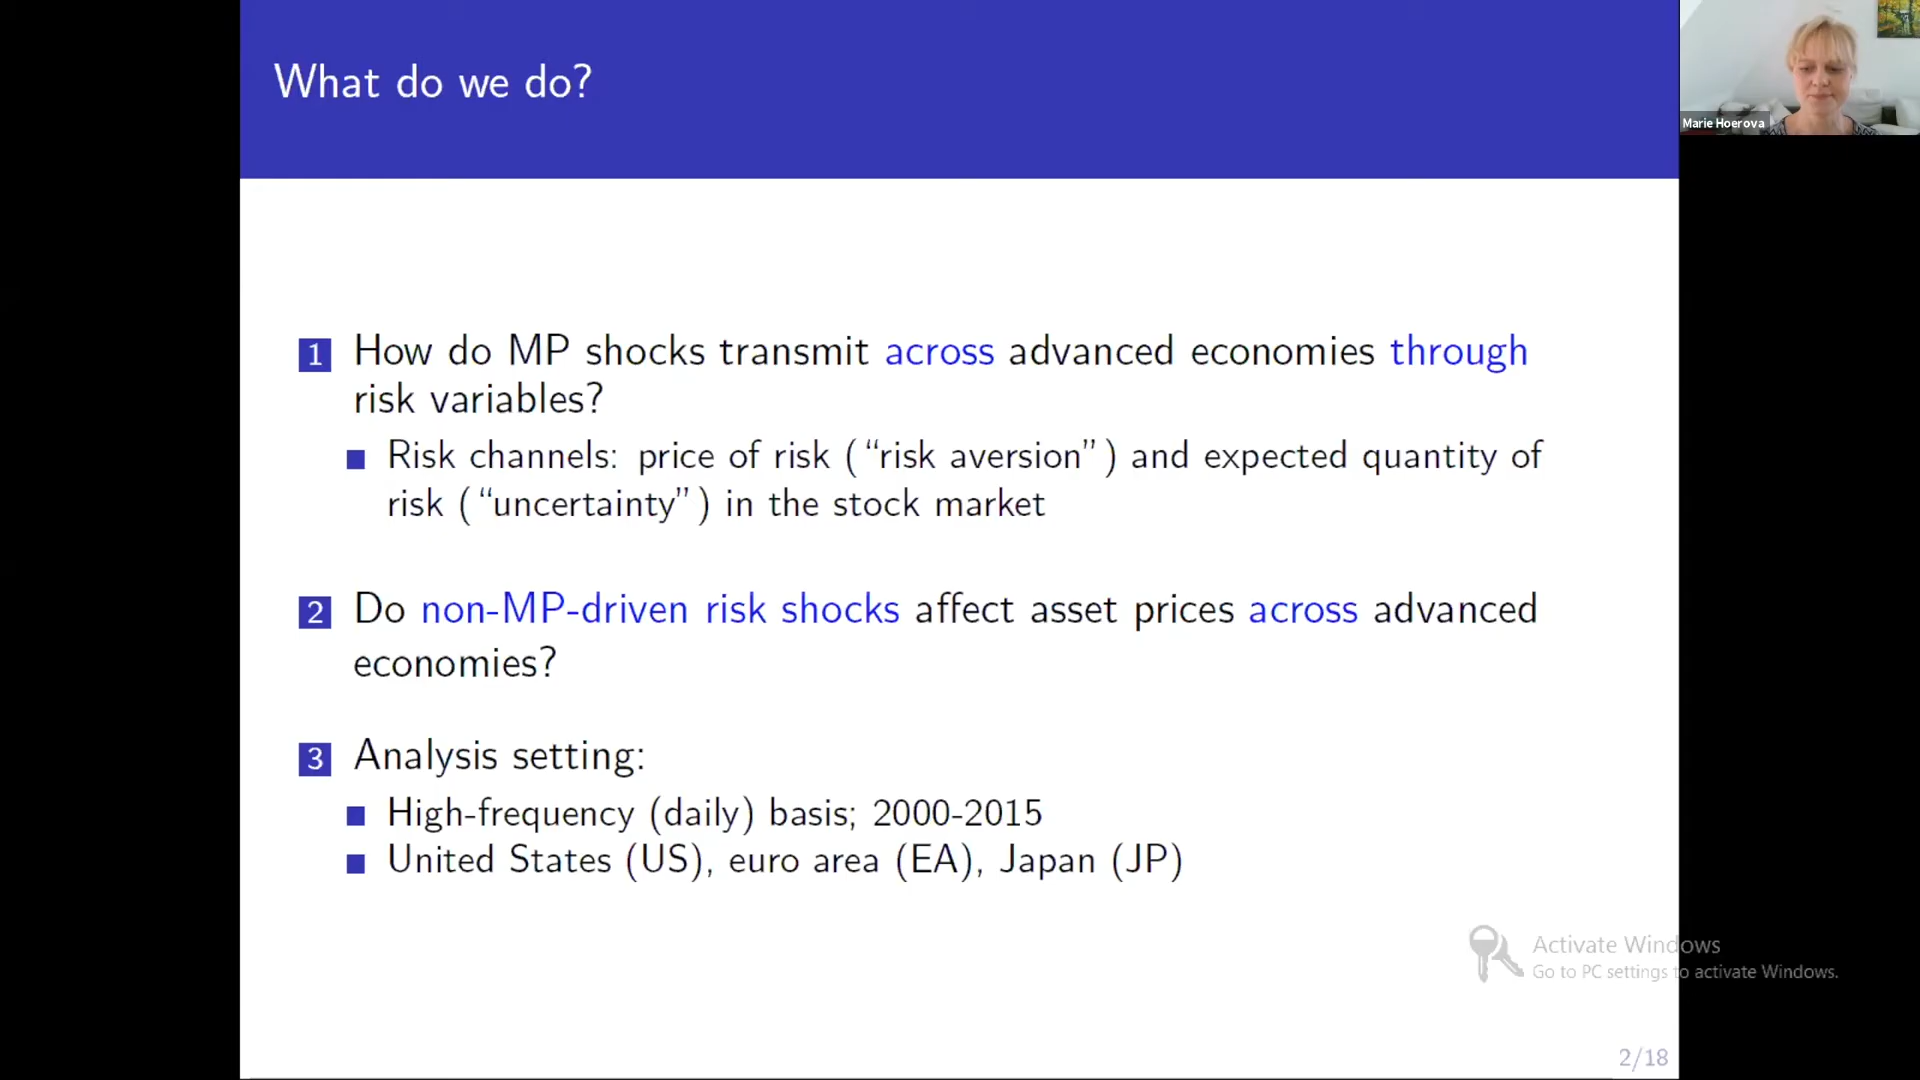 What do we do?
Marie Hoerova
1 How do MP shocks transmit across advanced economies through
risk variables?
Risk channels: price of risk (“risk aversion”) and expected quantity of
risk (“uncertainty”) in the stock market
2 Do non-MP-driven risk shocks affect asset prices across advanced
economies?
3 Analysis setting:
High-frequency (daily) basis; 2000-2015
United States (US), euro area (EA), Japan (JP)
Activate Windows
Go to PC settings to activate Windows.
2/18